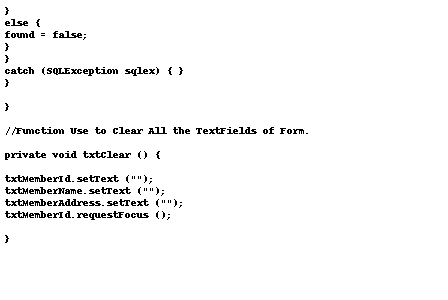 }
else {
found = false;
}
}
catch (SQLException sqlex) { }
}
}
//Function Use to Clear All the TextFields of Form.
private void txtClear () {
txtMemberId.setText ("");
txtMemberName.setText ("");
txtMemberAddress.setText ("");
txtMemberId.requestFocus ();
}